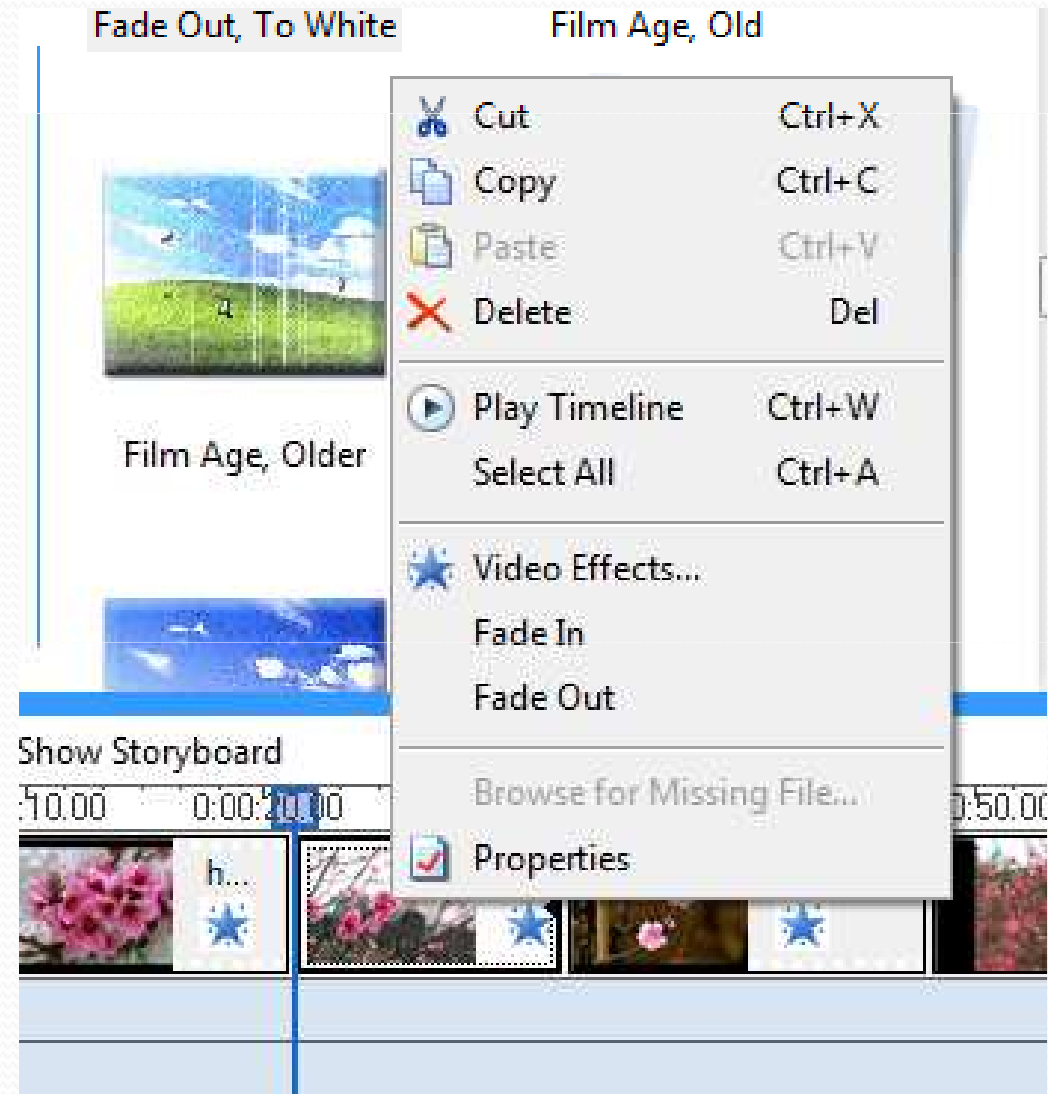 Fade Out, To White Film Age, Old
Cut Ctrl+X
Copy Ctrl+C
Paste Ctrl+V
Delete Del
Play Timeline Ctrl+W
Film Age, Older
Select All Ctrl+A
Video Effects...
Fade In
Fade Out
Show Storyboard
Browse for Missing File...
:10.00 0:00:20.00 0:50.00
Properties
h...